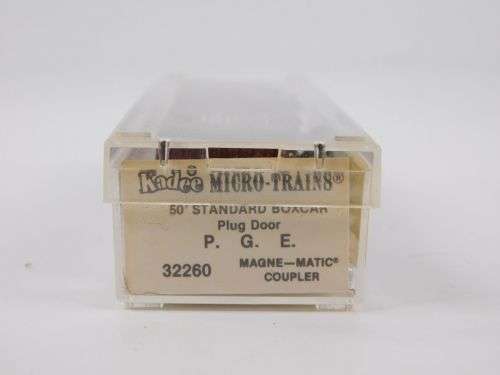 Kadee MICRO-TRAINS®
50' STANDARD BOXCAR
Plug Door
P. G. E.
32260 MAGNE—MATIC®
COUPLER